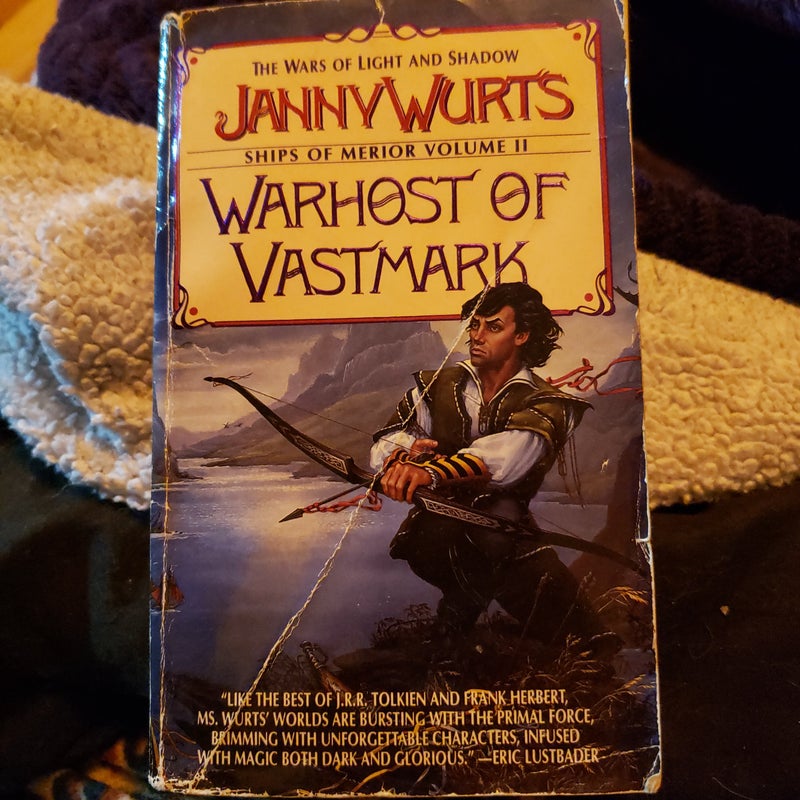 THE WARS OF LIGHT AND SHADOW
JANNY WURTS
SHIPS OF MERIOR VOLUME II
WARHOST OF
VASTMARK
"LIKE THE BEST OF J.R.R. TOLKIEN AND FRANK HERBERT,
MS. WURTS' WORLDS ARE BURSTING WITH THE PRIMAL FORCE,
BRIMMING WITH UNFORGETTABLE CHARACTERS, INFUSED
WITH MAGIC BOTH DARK AND GLORIOUS." —ERIC LUSTBADER